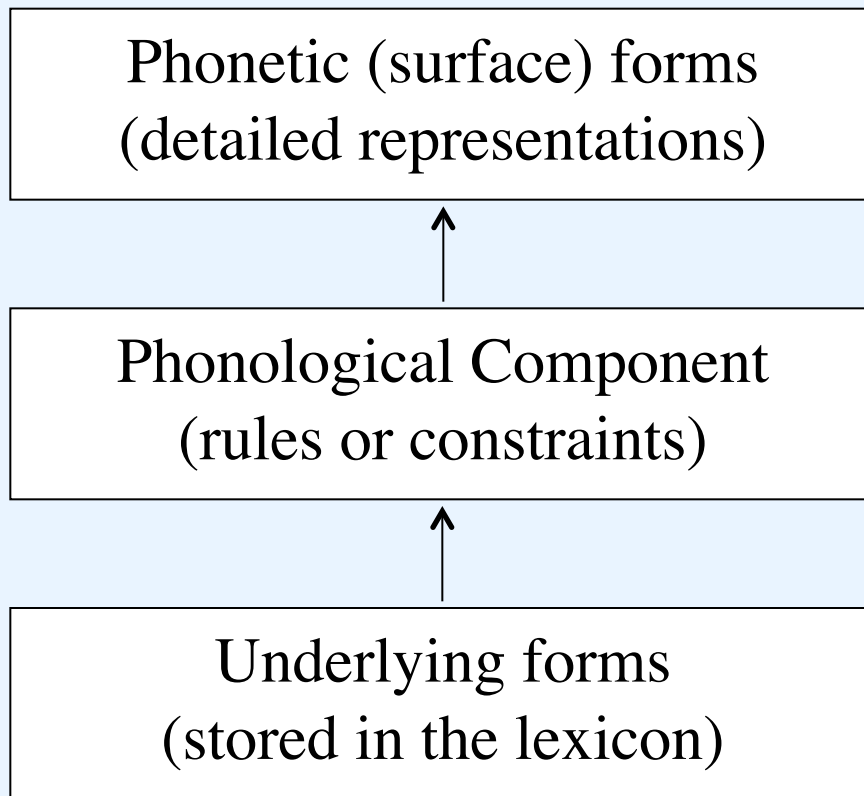 Phonetic (surface) forms
(detailed representations)
Phonological Component
(rules or constraints)
Underlying forms
(stored in the lexicon)